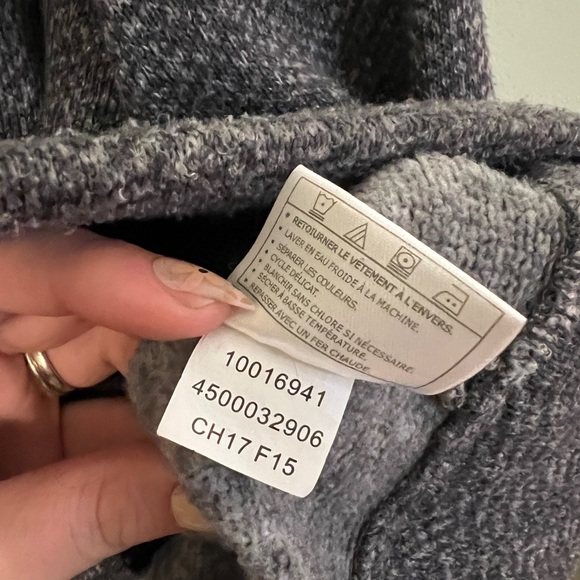 • RETOURNER LE VÊTEMENT À L'ENVERS.
• LAVER EN EAU FROIDE À LA MACHINE.
• SÉPARER LES COULEURS.
• CYCLE DÉLICAT.
• BLANCHIR SANS CHLORE SI NÉCESSAIRE.
• SÉCHER À BASSE TEMPÉRATURE.
• REPASSER AVEC UN FER CHAUDE
10016941
4500032906
CH17 F15